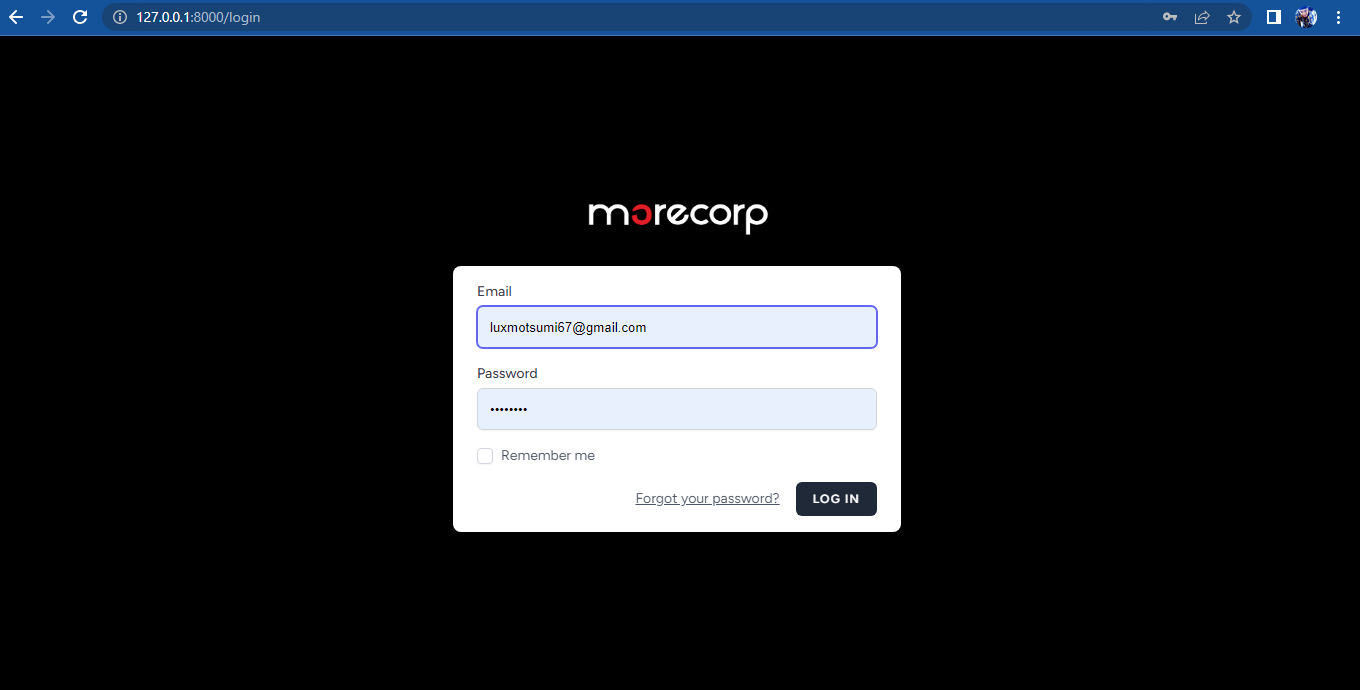 127.0.0.1:8000/login
morecorp
Email
luxmotsumi67@gmail.com
Password
••••••••
Remember me
Forgot your password? LOG IN